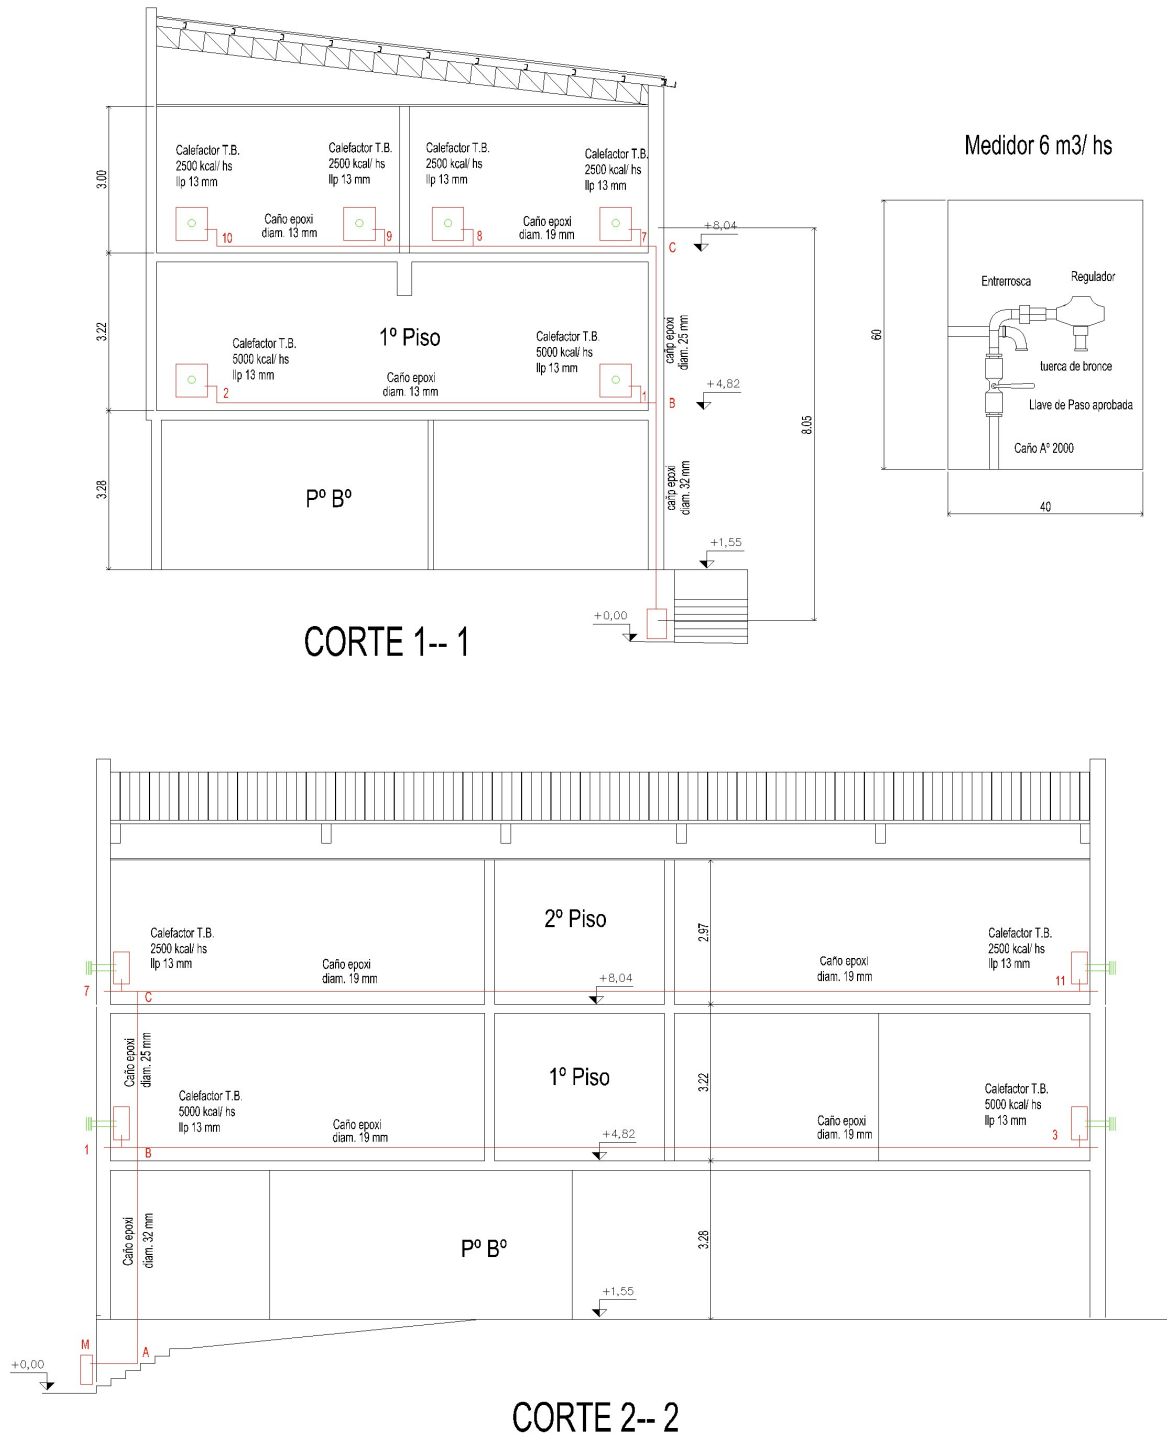 Calefactor T.B.
2500 kcal/ hs
llp 13 mm
Calefactor T.B.
2500 kcal/ hs
llp 13 mm
Calefactor T.B.
2500 kcal/ hs
llp 13 mm
Calefactor T.B.
2500 kcal/ hs
llp 13 mm
3.00
Caño epoxi
diam. 13 mm
Caño epoxi
diam. 19 mm
10
9
8
7
C
+8,04
3.22
1º Piso
Calefactor T.B.
5000 kcal/ hs
llp 13 mm
Calefactor T.B.
5000 kcal/ hs
llp 13 mm
Caño epoxi
diam. 13 mm
2
1
B
cañp epoxi
diam. 25 mm
+4,82
8.05
3.28
Pº Bº
cañp epoxi
diam. 32 mm
+1,55
+0,00
CORTE 1-- 1
Medidor 6 m3/ hs
Entrerrosca
Regulador
60
tuerca de bronce
Llave de Paso aprobada
Caño Aº 2000
40
2º Piso
2.97
Calefactor T.B.
2500 kcal/ hs
llp 13 mm
Calefactor T.B.
2500 kcal/ hs
llp 13 mm
Caño epoxi
diam. 19 mm
Caño epoxi
diam. 19 mm
+8,04
7
C
11
Caño epoxi
diam. 25 mm
1º Piso
3.22
Calefactor T.B.
5000 kcal/ hs
llp 13 mm
Calefactor T.B.
5000 kcal/ hs
llp 13 mm
Caño epoxi
diam. 19 mm
Caño epoxi
diam. 19 mm
+4,82
1
B
3
Caño epoxi
diam. 32 mm
Pº Bº
3.28
+1,55
M
A
+0,00
CORTE 2-- 2